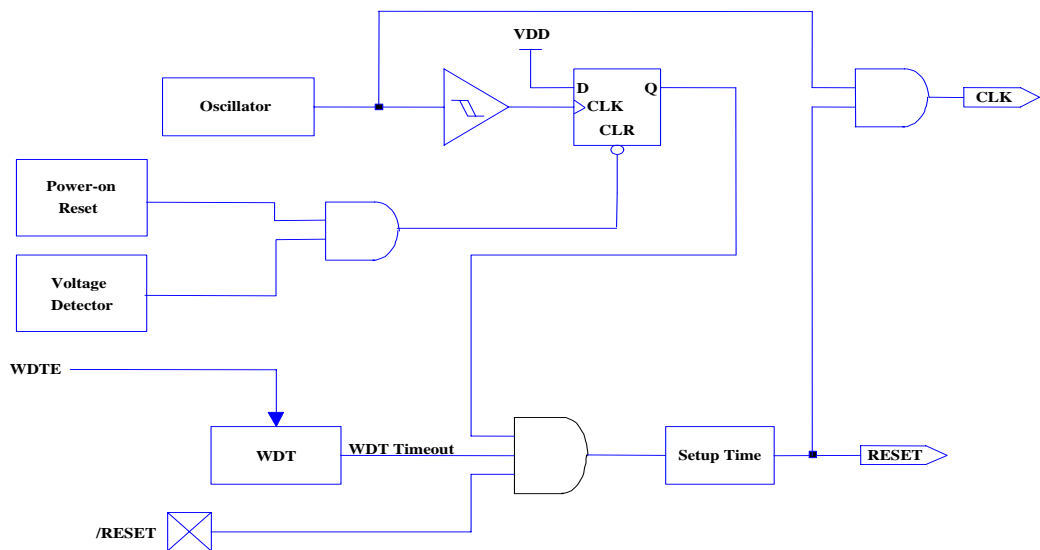 VDD
Oscillator
D
Q
CLK
CLR
CLK
Power-on
Reset
Voltage
Detector
WDTE
WDT
WDT Timeout
Setup Time
RESET
/RESET